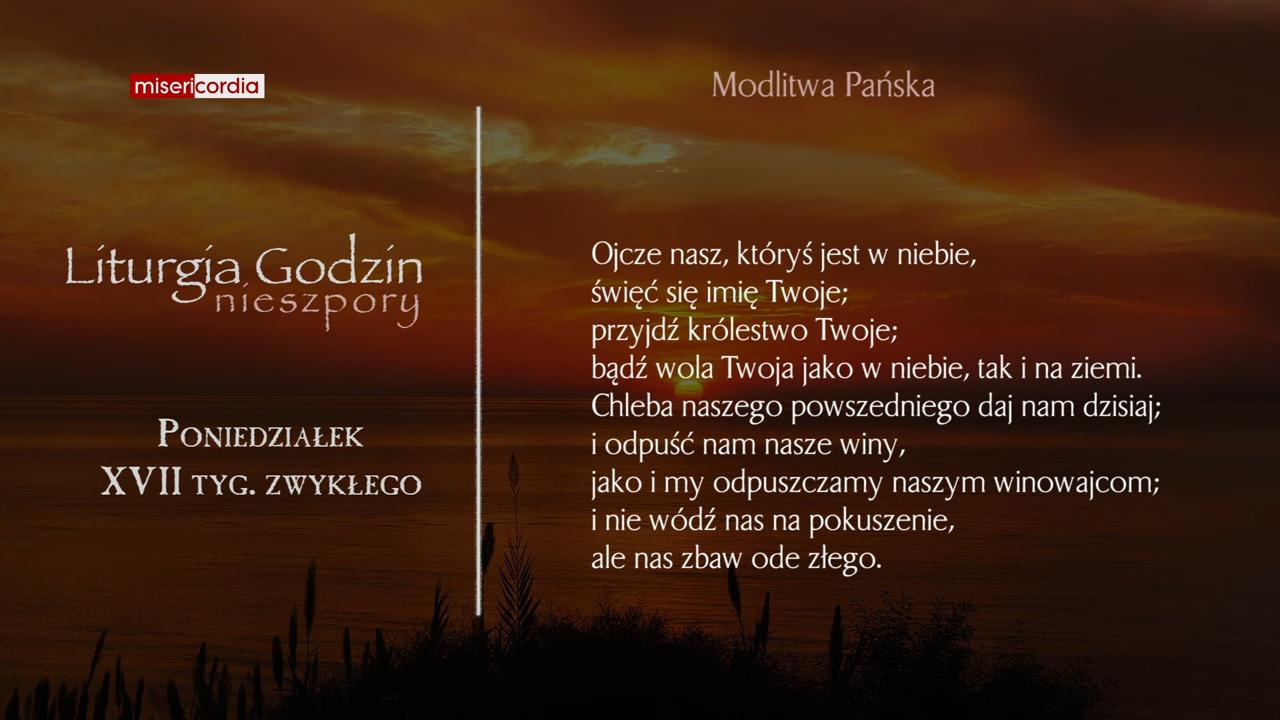 misericordia
Liturgia Godzin
nieszpory
Poniedziałek
XVII tyg. zwykłego
Modlitwa Pańska
Ojcze nasz, któryś jest w niebie,
święć się imię Twoje;
przyjdź królestwo Twoje;
bądź wola Twoja jako w niebie, tak i na ziemi.
Chleba naszego powszedniego daj nam dzisiaj;
i odpuść nam nasze winy,
jako i my odpuszczamy naszym winowajcom;
i nie wódź nas na pokuszenie,
ale nas zbaw ode złego.